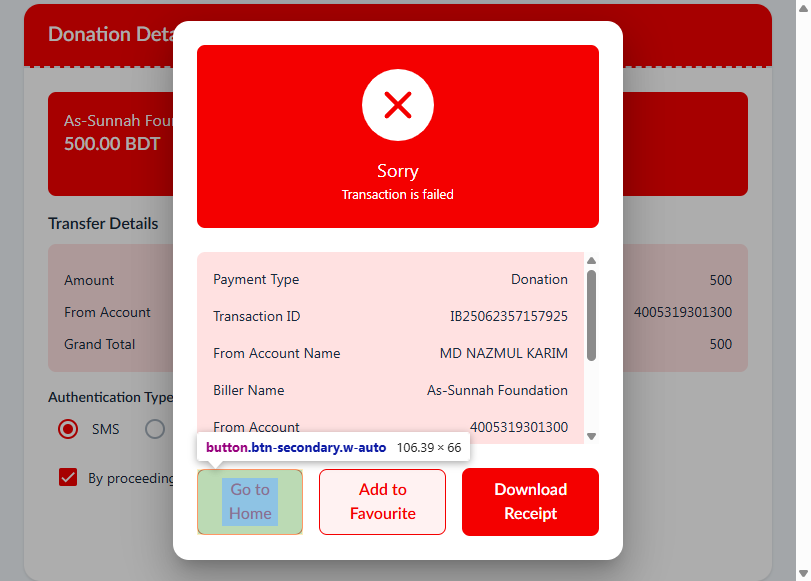 Donation Deta
As-Sunnah Foun
500.00 BDT
Transfer Details
Amount 500
From Account 4005319301300
Grand Total 500
Authentication Type
SMS
By proceeding
Sorry
Transaction is failed
Payment Type Donation
Transaction ID IB25062357157925
From Account Name MD NAZMUL KARIM
Biller Name As-Sunnah Foundation
From Account 4005319301300
button.btn-secondary.w-auto 106.39 × 66
Go to
Home
Add to
Favourite
Download
Receipt